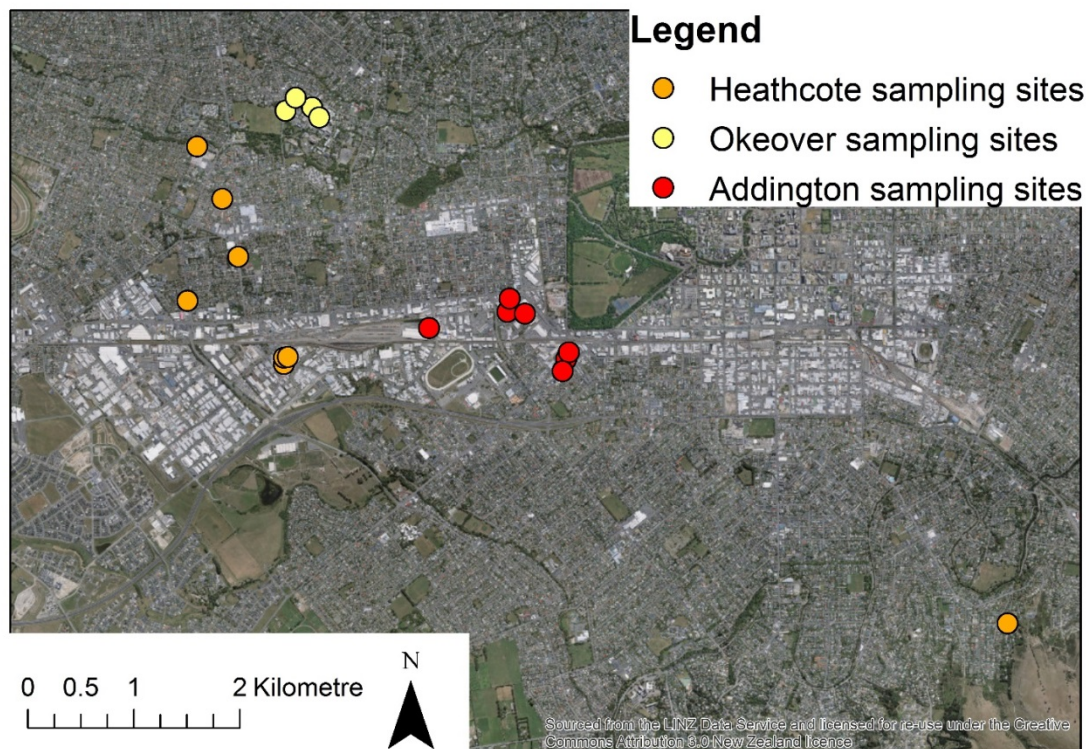 Legend
Heathcote sampling sites
Okeover sampling sites
Addington sampling sites
0 0.5 1 2 Kilometre
N
Sourced from the LINZ Data Service and licensed for re-use under the Creative
Commons Attribution 3.0 New Zealand licence